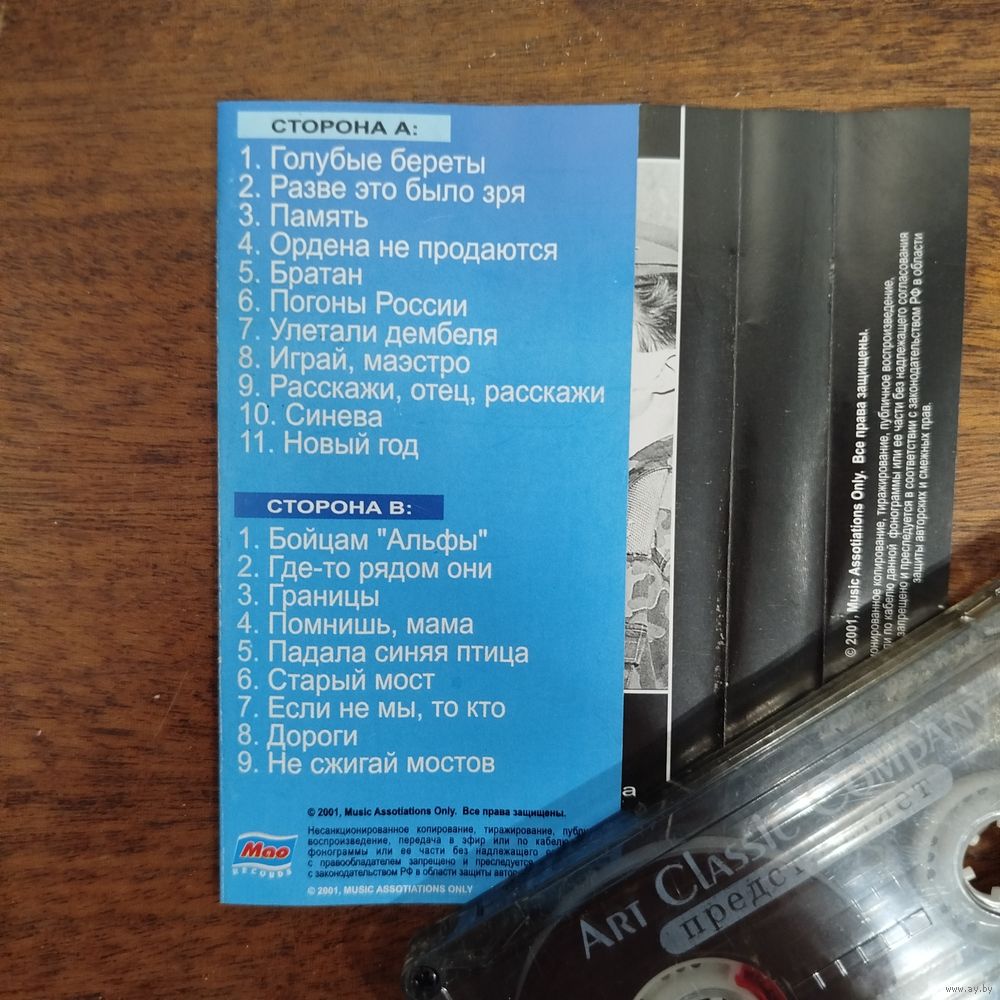 СТОРОНА А:
1. Голубые береты
2. Разве это было зря
3. Память
4. Ордена не продаются
5. Братан
6. Погоны России
7. Улетали дембеля
8. Играй, маэстро
9. Расскажи, отец, расскажи
10. Синева
11. Новый год
СТОРОНА В:
1. Бойцам "Альфы"
2. Где-то рядом они
3. Границы
4. Помнишь, мама
5. Падала синяя птица
6. Старый мост
7. Если не мы, то кто
8. Дороги
9. Не сжигай мостов
© 2001, Music Assotiations Only. Все права защищены.
Несанкционированное копирование, тиражирование,
воспроизведение, передача в эфир или по
фонограммы или ее части без надлежащего
с правообладателем запрещено и преследуется
с законодательством РФ в области защиты
© 2001, MUSIC ASSOTIATIONS ONLY
Мао
RECORDS
© 2001, Music Assotiations Only. Все права защищены.
копирование, тиражирование, публичное воспроизведение,
по кабелю данной фонограммы или ее части без надлежащего согласования
запрещено и преследуется в соответствии с законодательством РФ в области
защиты авторских и смежных прав.
а
ART CLASSIC COMPANY
www.ay.by